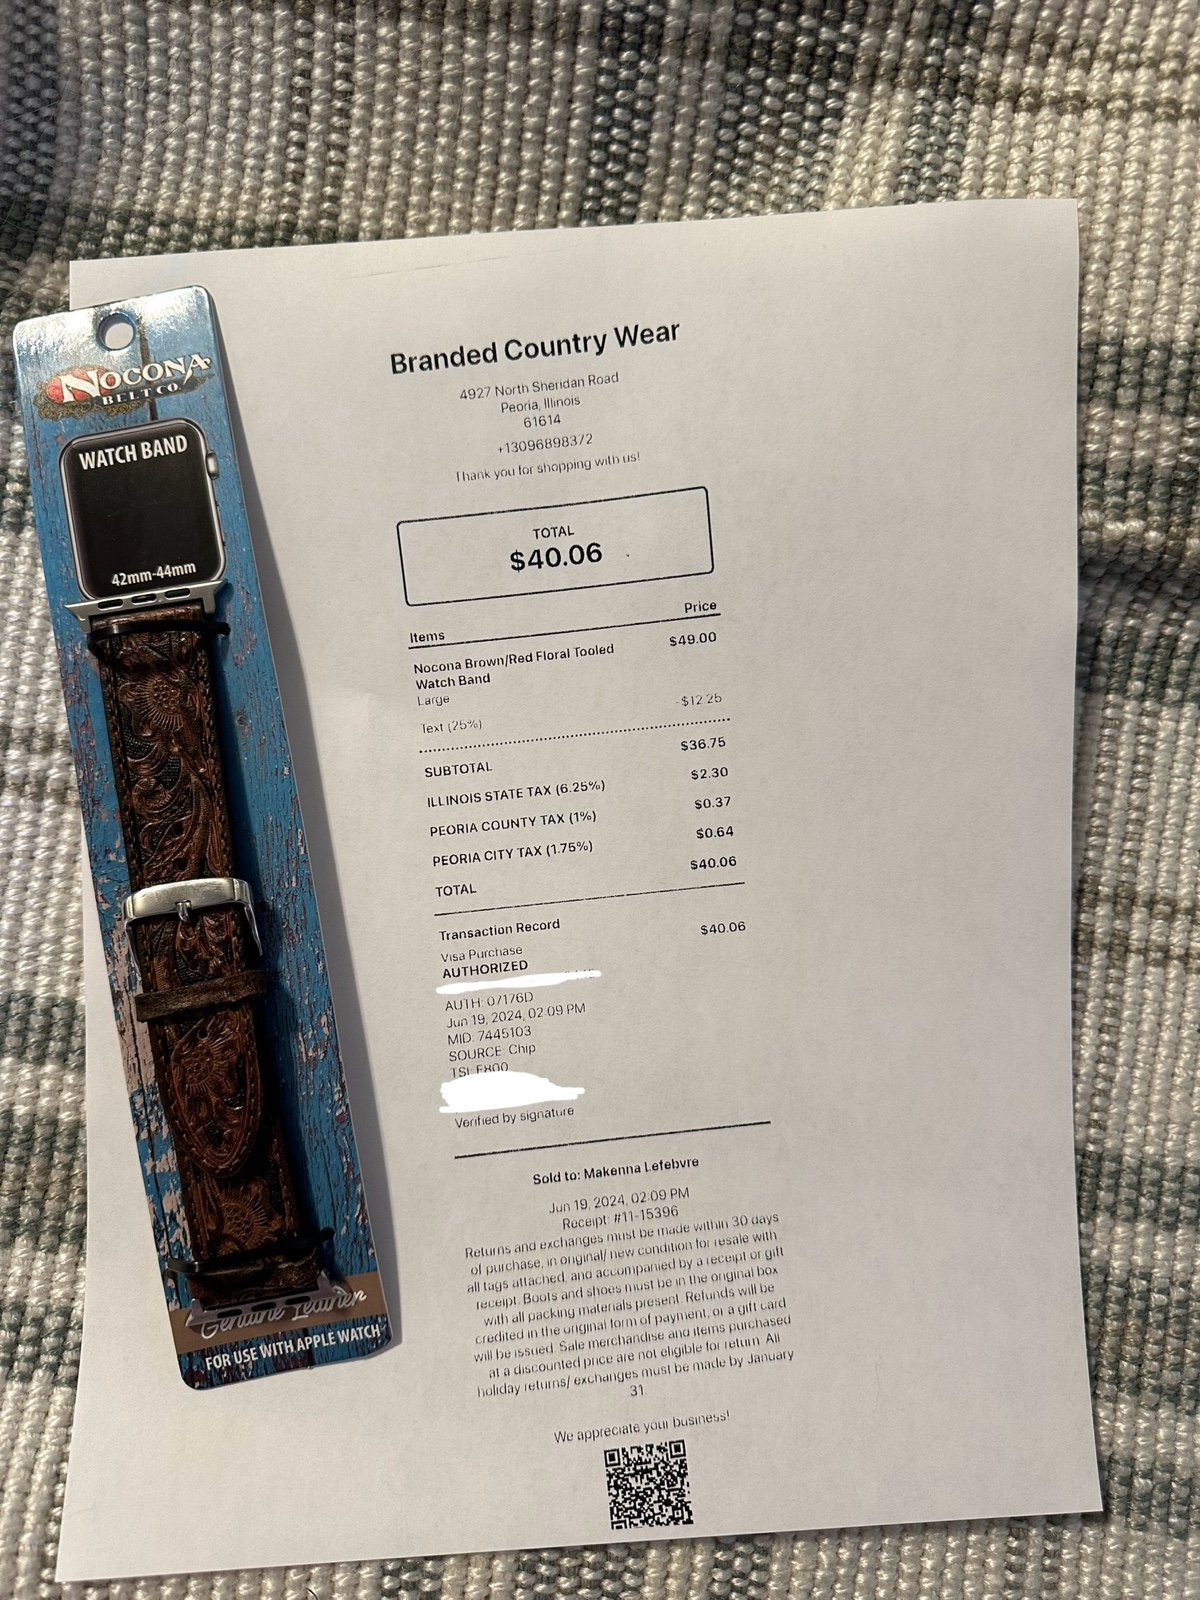 NOCONA
BELT CO.
WATCH BAND
42mm-44mm
Genuine Leather
FOR USE WITH APPLE WATCH
Branded Country Wear
4927 North Sheridan Road
Peoria, Illinois
61614
+13096898372
Thank you for shopping with us!
TOTAL
$40.06
Items Price
Nocona Brown/Red Floral Tooled $49.00
Watch Band
Large
Text (25%) -$12.25
SUBTOTAL $36.75
ILLINOIS STATE TAX (6.25%) $2.30
PEORIA COUNTY TAX (1%) $0.37
PEORIA CITY TAX (1.75%) $0.64
TOTAL $40.06
Transaction Record $40.06
Visa Purchase
AUTHORIZED
AUTH: 07176D
Jun 19, 2024, 02:09 PM
MID: 7445103
SOURCE: Chip
TSI: E800
Verified by signature
Sold to: Makenna Lefebvre
Jun 19, 2024, 02:09 PM
Receipt: #11-15396
Returns and exchanges must be made within 30 days
of purchase, in original/ new condition for resale with
all tags attached, and accompanied by a receipt or gift
receipt. Boots and shoes must be in the original box
with all packing materials present. Refunds will be
credited in the original form of payment, or a gift card
will be issued. Sale merchandise and items purchased
at a discounted price are not eligible for return. All
holiday returns/ exchanges must be made by January
31.
We appreciate your business!